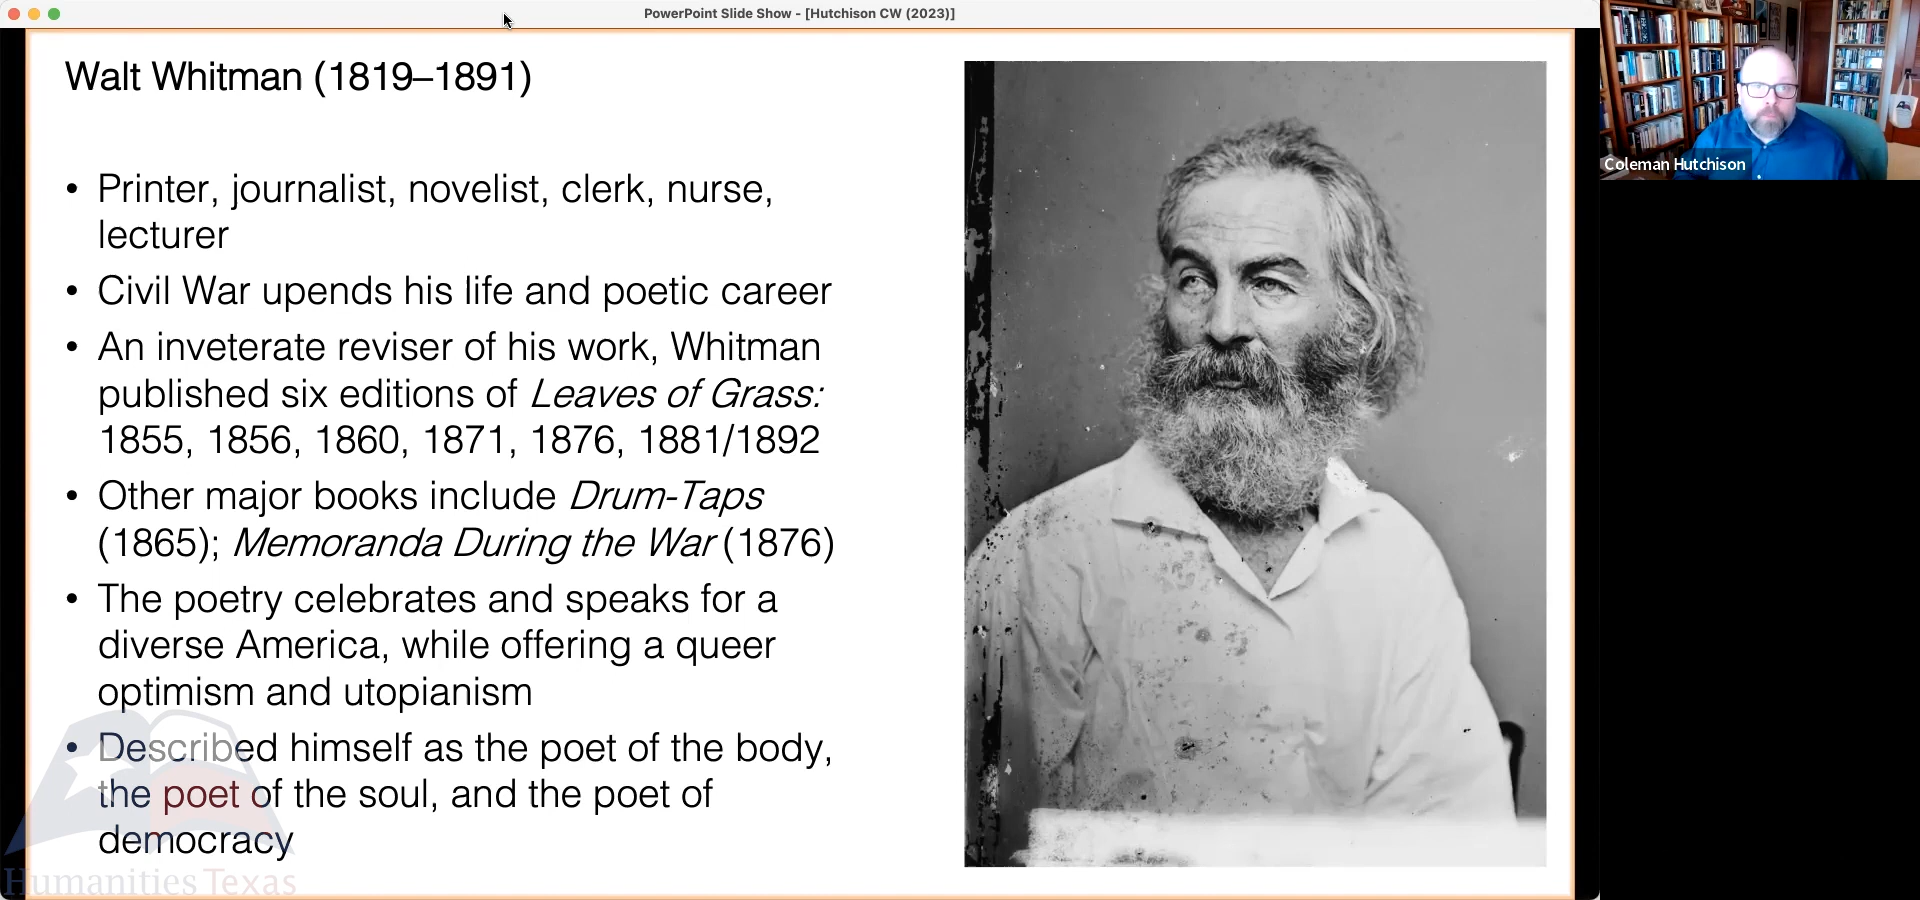 PowerPoint Slide Show - [Hutchison CW (2023)]
Walt Whitman (1819–1891)
• Printer, journalist, novelist, clerk, nurse,
lecturer
• Civil War upends his life and poetic career
• An inveterate reviser of his work, Whitman
published six editions of Leaves of Grass:
1855, 1856, 1860, 1871, 1876, 1881/1892
• Other major books include Drum-Taps
(1865); Memoranda During the War (1876)
• The poetry celebrates and speaks for a
diverse America, while offering a queer
optimism and utopianism
• Described himself as the poet of the body,
the poet of the soul, and the poet of
democracy
Humanities Texas
Coleman Hutchison